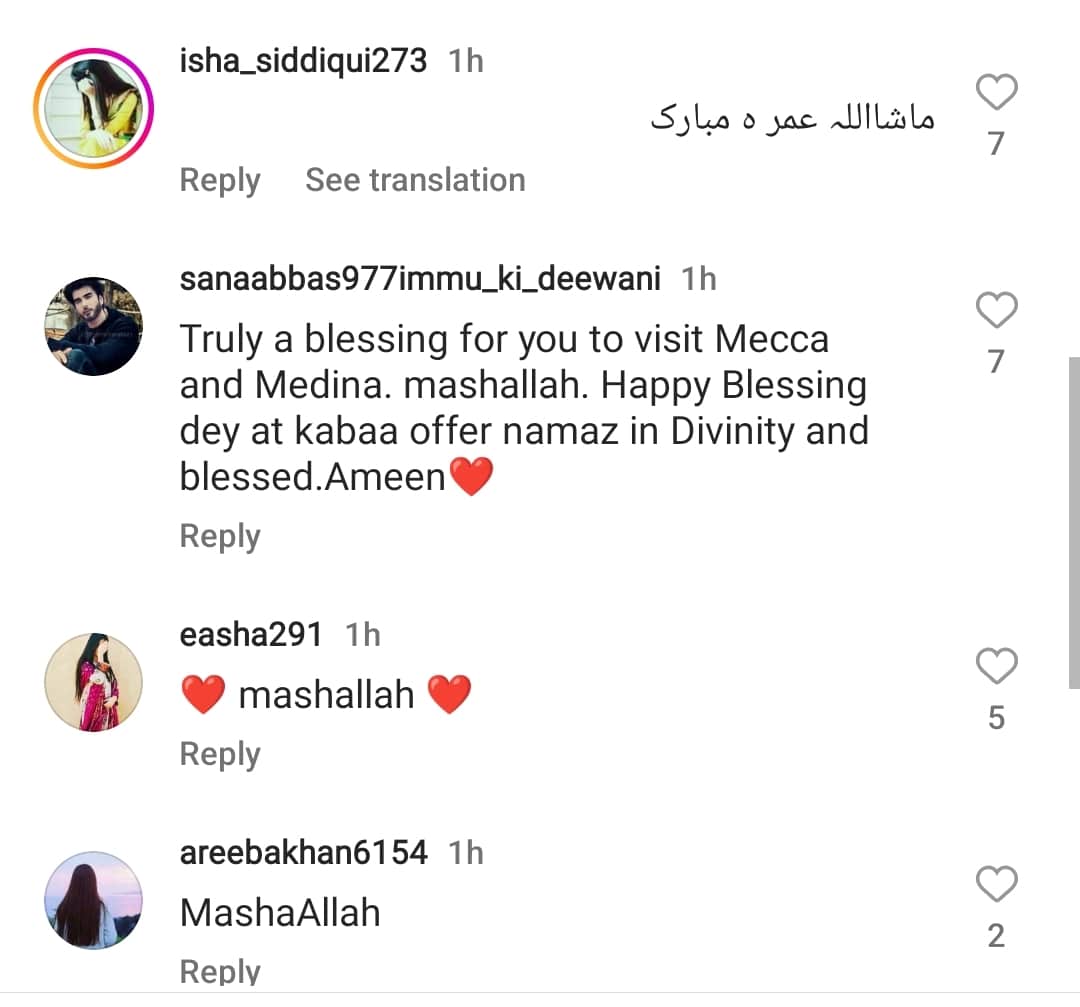 isha_siddiqui273 1h
ماشااللہ عمر ہ مبارک
7
Reply See translation
sanaabbas977immu_ki_deewani 1h
Truly a blessing for you to visit Mecca
and Medina. mashallah. Happy Blessing
dey at kabaa offer namaz in Divinity and
blessed.Ameen❤️
7
Reply
easha291 1h
❤️ mashallah ❤️
5
Reply
areebakhan6154 1h
MashaAllah
2
Reply